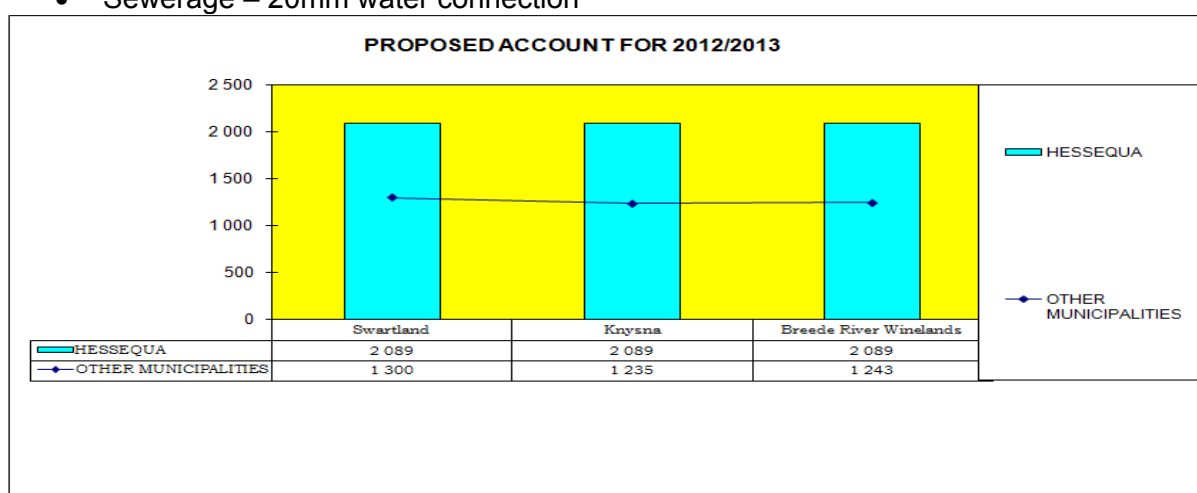 • Sewerage – 20mm water connection
PROPOSED ACCOUNT FOR 2012/2013
2 500
2 000
1 500
1 000
500
0
HESSEQUA
OTHER
MUNICIPALITIES
Swartland Knysna Breede River Winelands
HESSEQUA 2 089 2 089 2 089
OTHER MUNICIPALITIES 1 300 1 235 1 243